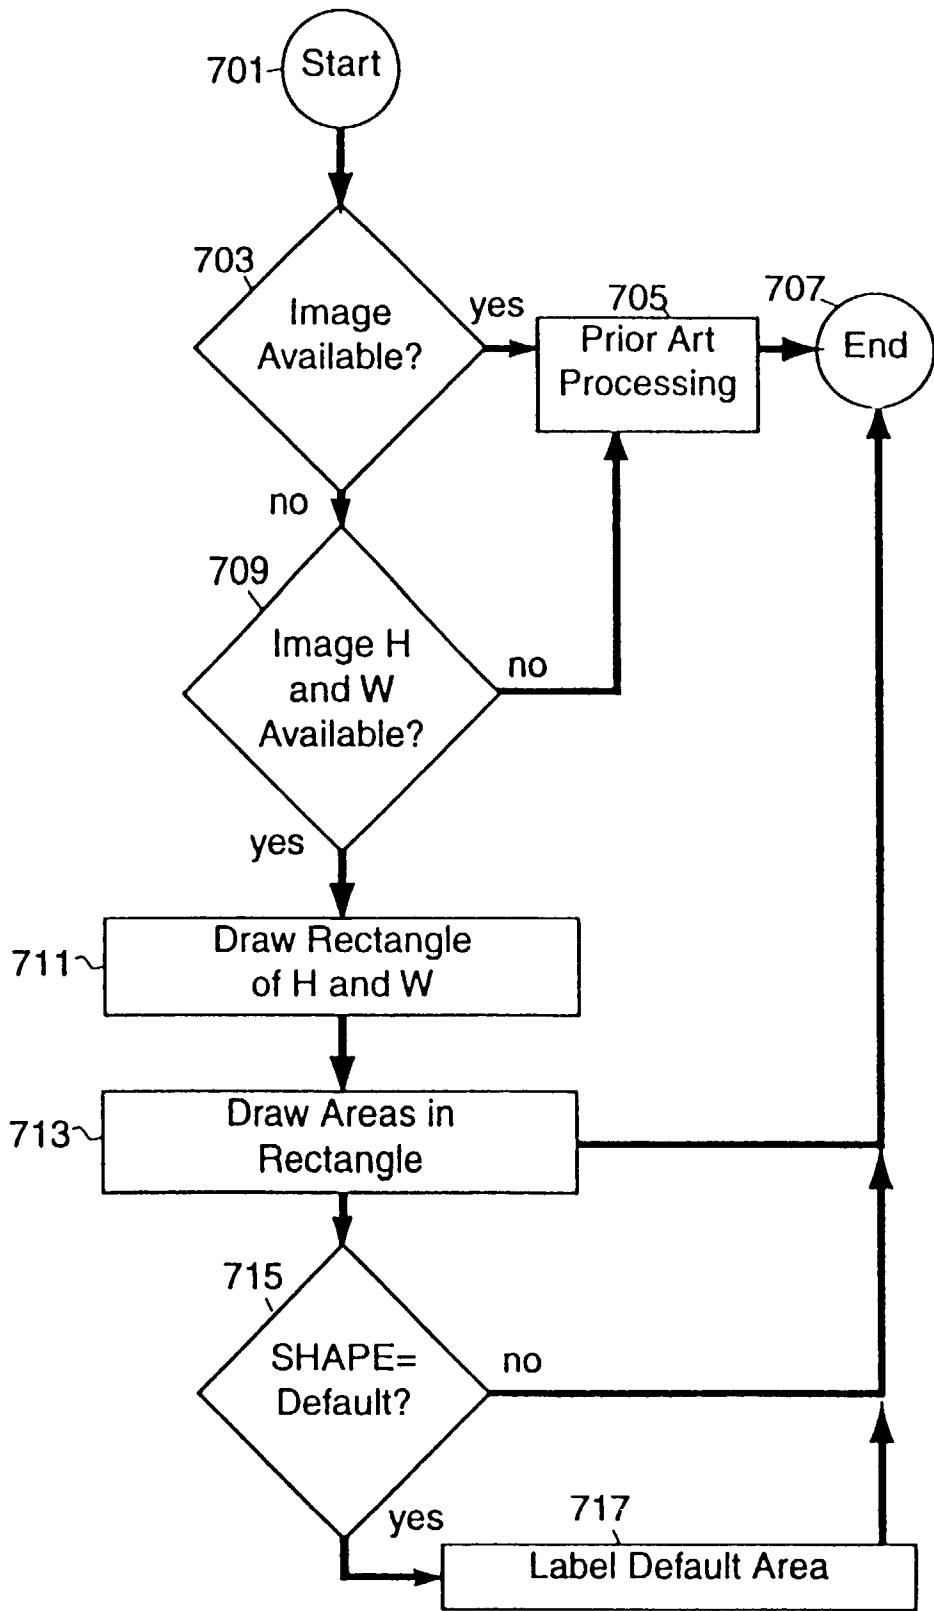 701
Start
703
Image
Available?
yes
705
Prior Art
Processing
707
End
no
709
Image H
and W
Available?
no
yes
711
Draw Rectangle
of H and W
713
Draw Areas in
Rectangle
715
SHAPE=
Default?
no
yes
717
Label Default Area